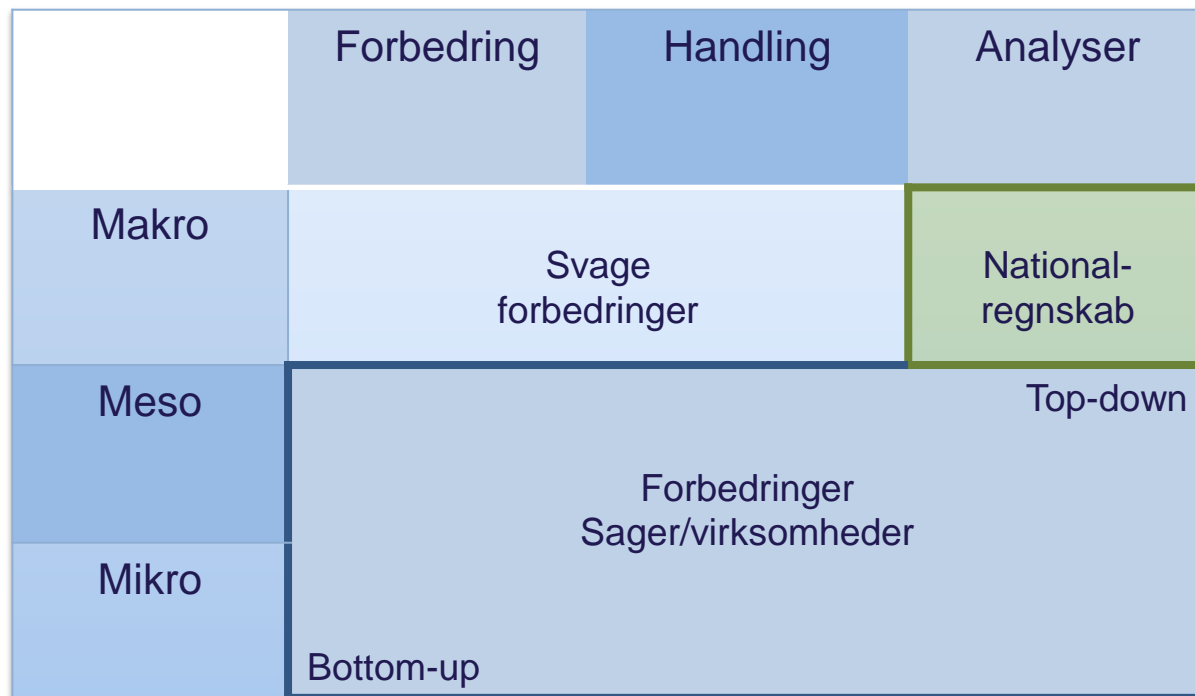 Forbedring
Handling
Analyser
Makro
Svage
forbedringer
National-
regnskab
Meso
Top-down
Forbedringer
Sager/virksomheder
Mikro
Bottom-up